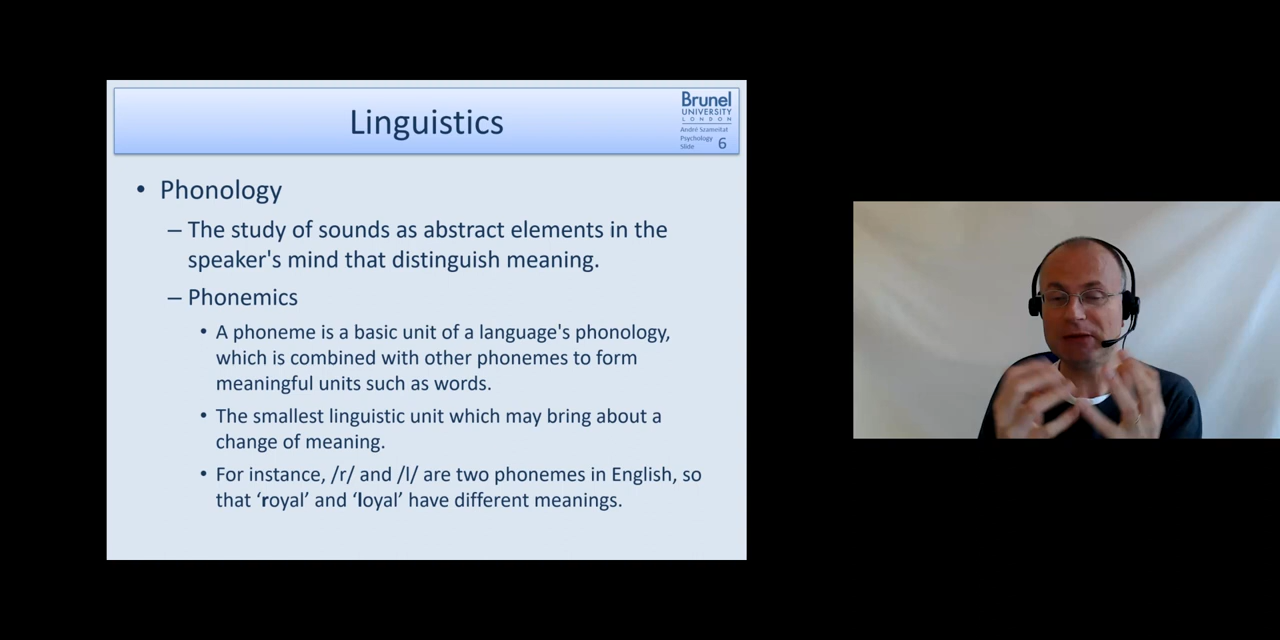 Linguistics
Brunel
UNIVERSITY
LONDON
André Szameitat
Psychology
Slide 6
• Phonology
– The study of sounds as abstract elements in the
speaker's mind that distinguish meaning.
– Phonemics
• A phoneme is a basic unit of a language's phonology,
which is combined with other phonemes to form
meaningful units such as words.
• The smallest linguistic unit which may bring about a
change of meaning.
• For instance, /r/ and /l/ are two phonemes in English, so
that ‘royal’ and ‘loyal’ have different meanings.